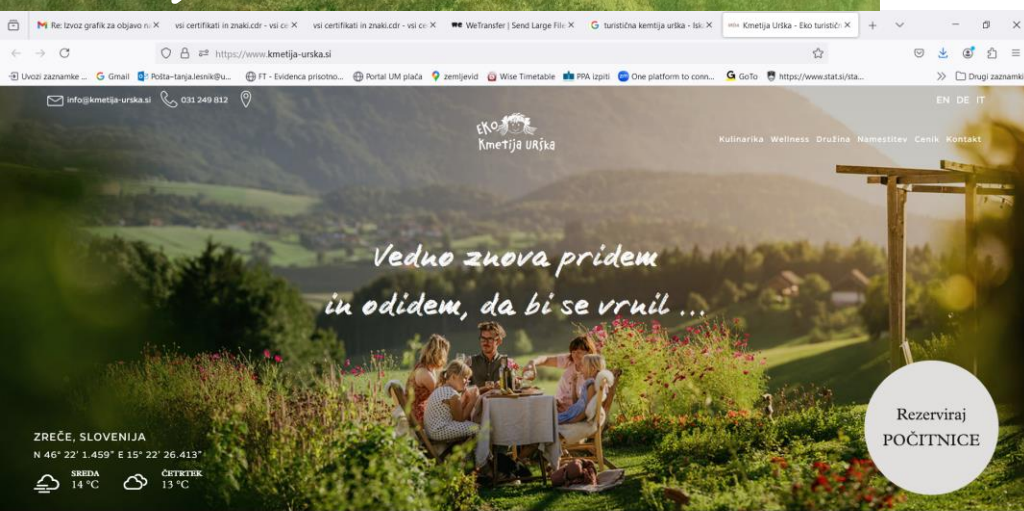 Re: Izvoz grafik za objavo n
vsi certifikati in znaki.cdr - vsi ce
vsi certifikati in znaki.cdr - vsi ce
WeTransfer | Send Large File
turistična kemtija urška - Isk
Kmetija Urška - Eko turističn
https://www.kmetija-urska.si
Uvozi zaznamke ...
Gmail
Pošta-tanja.lesnik@u...
FT - Evidenca prisotno...
Portal UM plača
zemljevid
Wise Timetable
PPA izpiti
One platform to conn...
GoTo
https://www.stat.si/sta...
Drugi zaznamki
info@kmetija-urska.si 031 249 812
EN DE IT
EKO
Kmetija URška
Kulinarika Wellness Družina Namestitev Cenik Kontakt
Vedno znova pridem
in odidem, da bi se vrnil ...
Rezerviraj
POČITNICE
ZREČE, SLOVENIJA
N 46° 22' 1.459" E 15° 22' 26.413"
SREDA
14 °C
ČETRTEK
13 °C